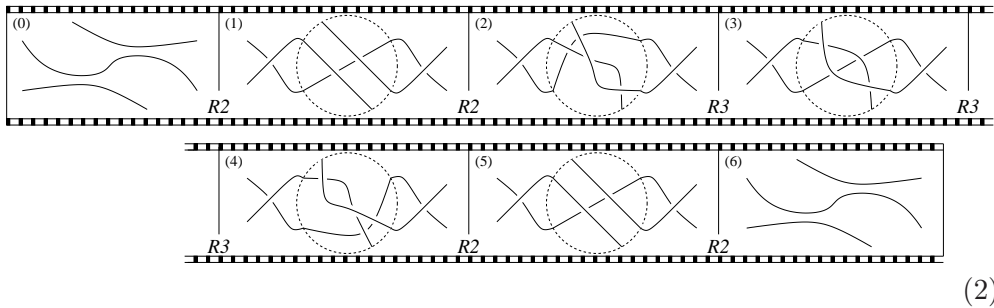 (0) (1) (2) (3)
R2 R2 R3 R3
(4) (5) (6)
R3 R2 R2
(2)